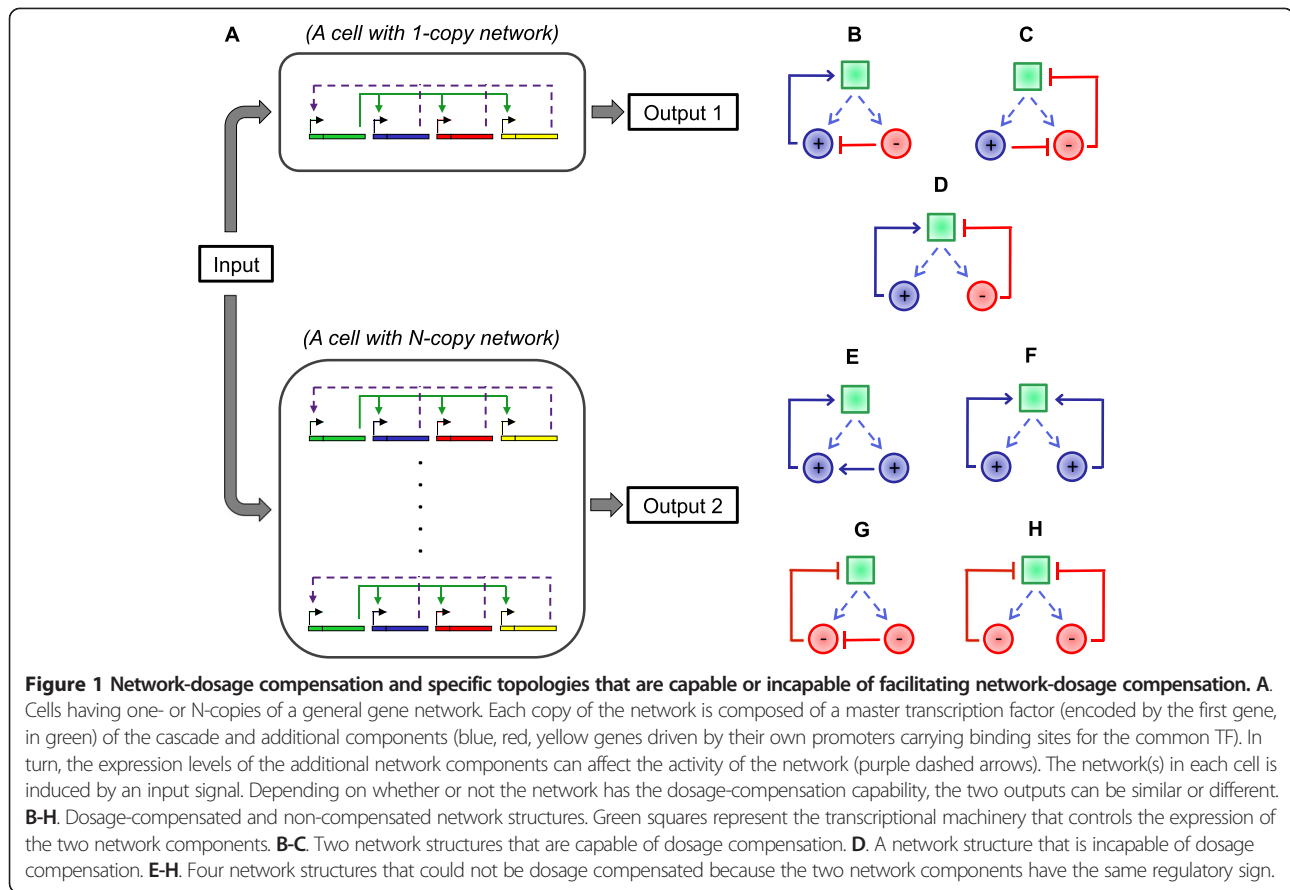 A
(A cell with 1-copy network)
Output 1
Input
(A cell with N-copy network)
Output 2
B
+
-
C
+
-
D
+
-
E
+
+
F
+
+
G
-
-
H
-
-
Figure 1 Network-dosage compensation and specific topologies that are capable or incapable of facilitating network-dosage compensation. A.
Cells having one- or N-copies of a general gene network. Each copy of the network is composed of a master transcription factor (encoded by the first gene,
in green) of the cascade and additional components (blue, red, yellow genes driven by their own promoters carrying binding sites for the common TF). In
turn, the expression levels of the additional network components can affect the activity of the network (purple dashed arrows). The network(s) in each cell is
induced by an input signal. Depending on whether or not the network has the dosage-compensation capability, the two outputs can be similar or different.
B-H. Dosage-compensated and non-compensated network structures. Green squares represent the transcriptional machinery that controls the expression of
the two network components. B-C. Two network structures that are capable of dosage compensation. D. A network structure that is incapable of dosage
compensation. E-H. Four network structures that could not be dosage compensated because the two network components have the same regulatory sign.